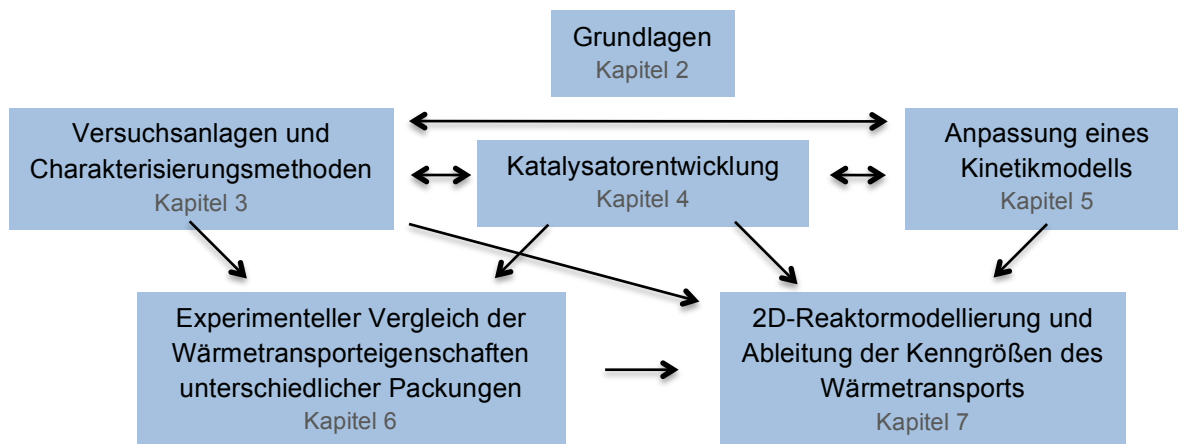 Grundlagen
Kapitel 2
Versuchsanlagen und
Charakterisierungsmethoden
Kapitel 3
Katalysatorentwicklung
Kapitel 4
Anpassung eines
Kinetikmodells
Kapitel 5
Experimenteller Vergleich der
Wärmetransporteigenschaften
unterschiedlicher Packungen
Kapitel 6
2D-Reaktormodellierung und
Ableitung der Kenngrößen des
Wärmetransports
Kapitel 7